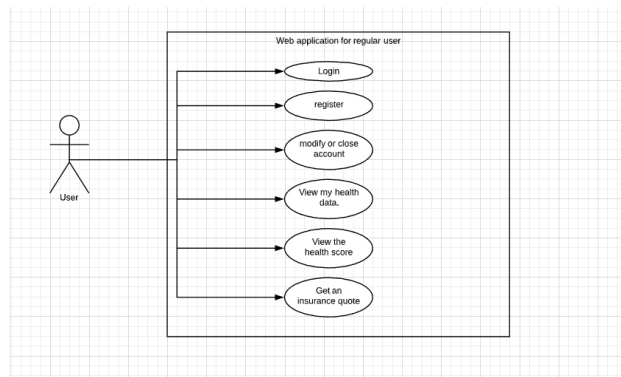 Web application for regular user
Login
register
modify or close
account
View my health
data.
User
View the
health score
Get an
insurance quote